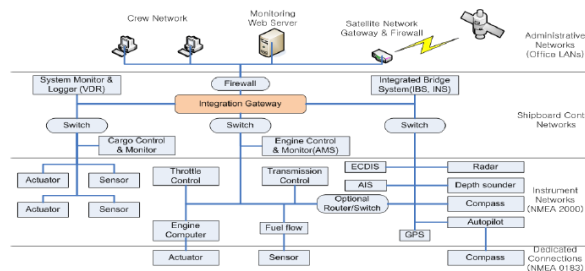 Crew Network
Monitoring
Web Server
Satellite Network
Gateway & Firewall
Administrative
Networks
(Office LANs)
System Monitor &
Logger (VDR)
Firewall
Integrated Bridge
System(IBS, INS)
Integration Gateway
Shipboard Cont
Networks
Switch
Switch
Switch
Cargo Control
& Monitor
Engine Control
& Monitor(AMS)
Actuator
Sensor
Actuator
Sensor
Throttle
Control
Transmission
Control
ECDIS
Radar
AIS
Depth sounder
Optional
Router/Switch
Compass
Instrument
Networks
(NMEA 2000)
Engine
Computer
Fuel flow
GPS
Autopilot
Actuator
Sensor
Compass
Dedicated
Connections
(NMEA 0183)